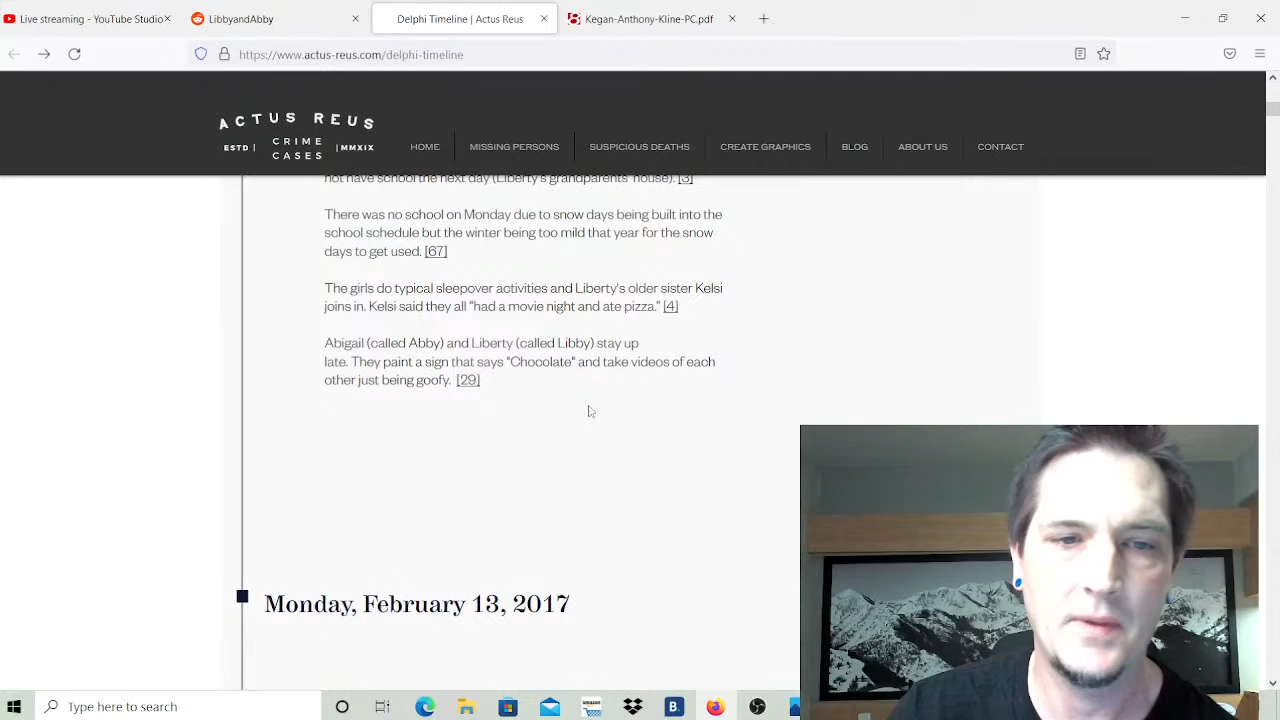 Live streaming - YouTube Studio
LibbyandAbby
Delphi Timeline | Actus Reus
Kegan-Anthony-Kline-PC.pdf
https://www.actus-reus.com/delphi-timeline
ACTUS REUS
ESTD | CRIME CASES | MMXIX
HOME
MISSING PERSONS
SUSPICIOUS DEATHS
CREATE GRAPHICS
BLOG
ABOUT US
CONTACT
not have school the next day (Liberty's grandparents' house). [3]
There was no school on Monday due to snow days being built into the
school schedule but the winter being too mild that year for the snow
days to get used. [67]
The girls do typical sleepover activities and Liberty's older sister Kelsi
joins in. Kelsi said they all "had a movie night and ate pizza." [4]
Abigail (called Abby) and Liberty (called Libby) stay up
late. They paint a sign that says "Chocolate" and take videos of each
other just being goofy. [29]
Monday, February 13, 2017
Type here to search
amazon
B.